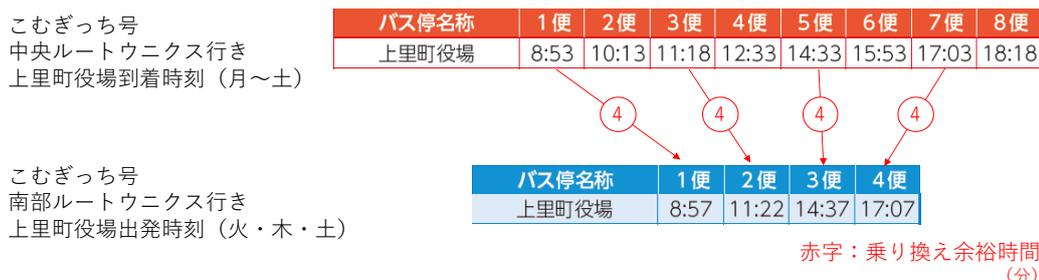 こむぎっち号
中央ルートウニクス行き
上里町役場到着時刻（月～土）
バス停名称 1便 2便 3便 4便 5便 6便 7便 8便
上里町役場 8:53 10:13 11:18 12:33 14:33 15:53 17:03 18:18
4 4 4 4
こむぎっち号
南部ルートウニクス行き
上里町役場出発時刻（火・木・土）
バス停名称 1便 2便 3便 4便
上里町役場 8:57 11:22 14:37 17:07
赤字：乗り換え余裕時間
（分）